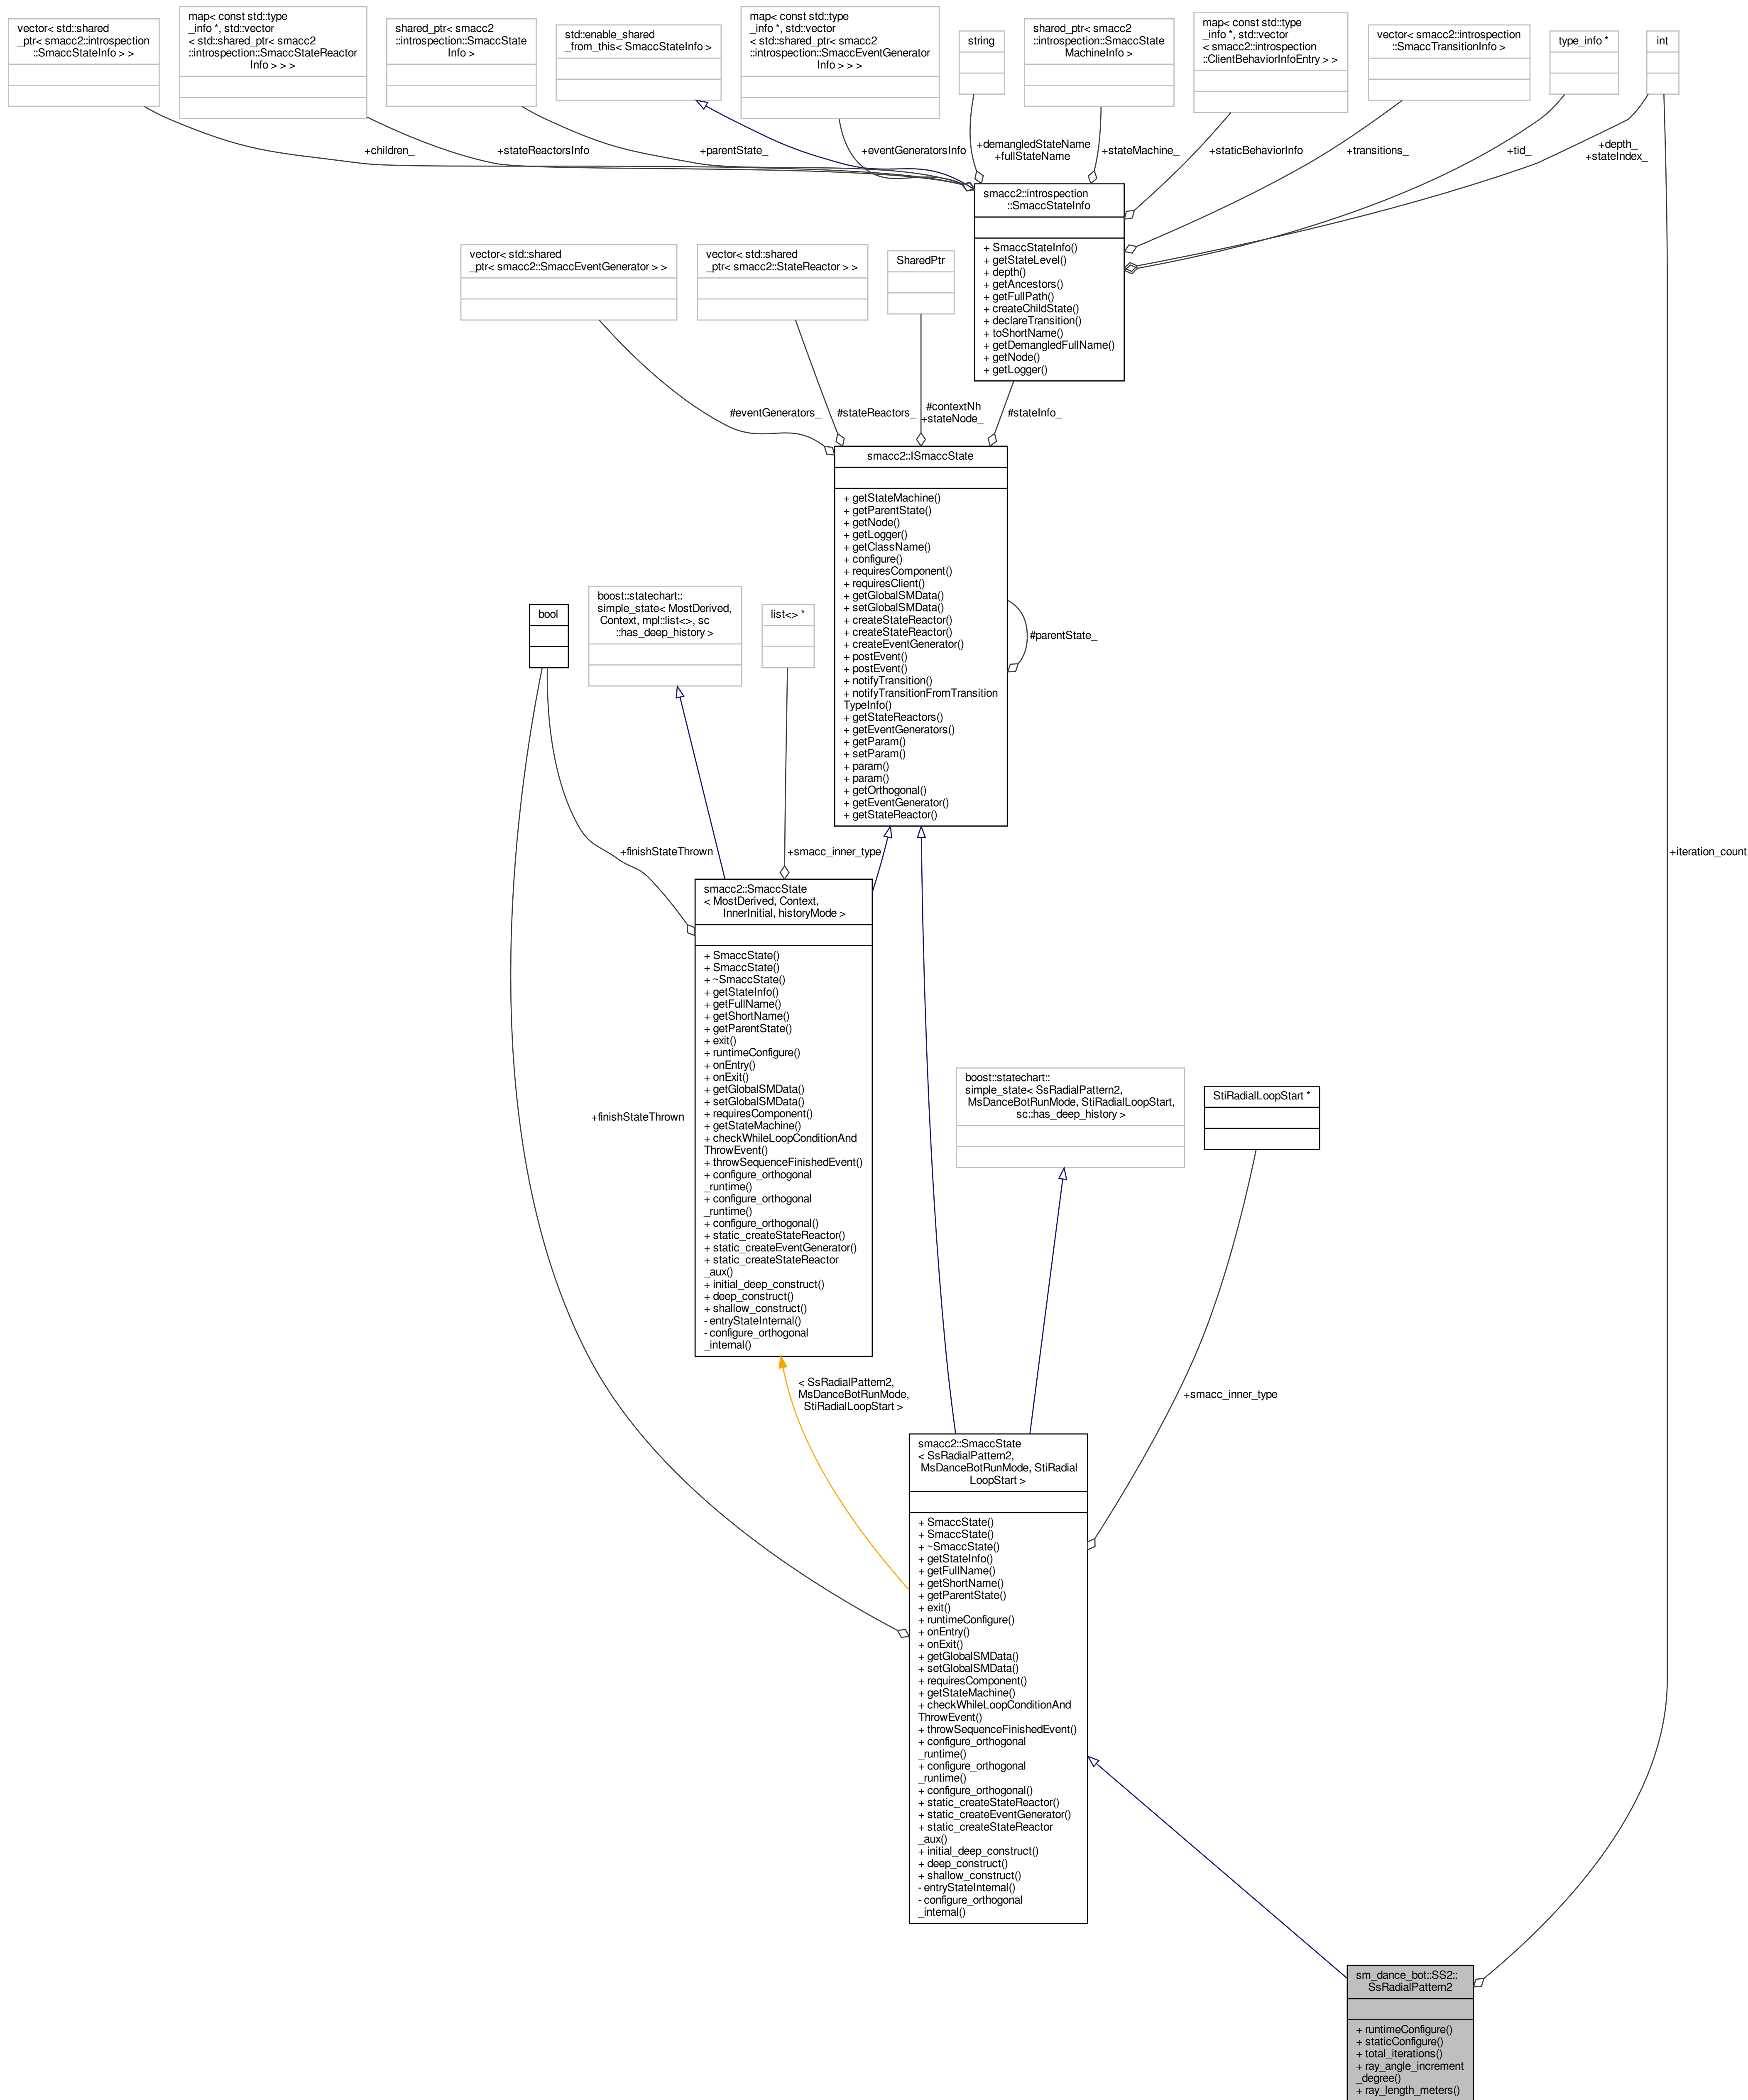 vector< std::shared
_ptr< smacc2::introspection
::SmaccStateInfo > >
map< const std::type
_info *, std::vector
< std::shared_ptr< smacc2
::introspection::SmaccStateReactor
Info > > >
shared_ptr< smacc2
::introspection::SmaccState
Info >
std::enable_shared
_from_this< SmaccStateInfo >
map< const std::type
_info *, std::vector
< std::shared_ptr< smacc2
::introspection::SmaccEventGenerator
Info > > >
string
shared_ptr< smacc2
::introspection::SmaccState
MachineInfo >
map< const std::type
_info *, std::vector
< smacc2::introspection
::ClientBehaviorInfoEntry > >
vector< smacc2::introspection
::SmaccTransitionInfo >
type_info *
int
+children_
+stateReactorsInfo
+parentState_
+eventGeneratorsInfo
+demangledStateName
+fullStateName
+stateMachine_
+staticBehaviorInfo
+transitions_
+tid_
+depth_
+stateIndex_
smacc2::introspection
::SmaccStateInfo
+ SmaccStateInfo()
+ getStateLevel()
+ depth()
+ getAncestors()
+ getFullPath()
+ createChildState()
+ declareTransition()
+ toShortName()
+ getDemangledFullName()
+ getNode()
+ getLogger()
vector< std::shared
_ptr< smacc2::SmaccEventGenerator > >
vector< std::shared
_ptr< smacc2::StateReactor > >
SharedPtr
#eventGenerators_
#stateReactors_
#contextNh
+stateNode_
#stateInfo_
smacc2::ISmaccState
+ getStateMachine()
+ getParentState()
+ getNode()
+ getLogger()
+ getClassName()
+ configure()
+ requiresComponent()
+ requiresClient()
+ getGlobalSMData()
+ setGlobalSMData()
+ createStateReactor()
+ createStateReactor()
+ createEventGenerator()
+ postEvent()
+ postEvent()
+ notifyTransition()
+ notifyTransitionFromTransition
TypeInfo()
+ getStateReactors()
+ getEventGenerators()
+ getParam()
+ setParam()
+ param()
+ param()
+ getOrthogonal()
+ getEventGenerator()
+ getStateReactor()
#parentState_
bool
boost::statechart::
simple_state< MostDerived,
Context, mpl::list<>, sc
::has_deep_history >
list<> *
+finishStateThrown
+smacc_inner_type
+iteration_count
smacc2::SmaccState
< MostDerived, Context,
InnerInitial, historyMode >
+ SmaccState()
+ SmaccState()
+ ~SmaccState()
+ getStateInfo()
+ getFullName()
+ getShortName()
+ getParentState()
+ exit()
+ runtimeConfigure()
+ onEntry()
+ onExit()
+ getGlobalSMData()
+ setGlobalSMData()
+ requiresComponent()
+ getStateMachine()
+ checkWhileLoopConditionAnd
ThrowEvent()
+ throwSequenceFinishedEvent()
+ configure_orthogonal
_runtime()
+ configure_orthogonal
_runtime()
+ configure_orthogonal()
+ static_createStateReactor()
+ static_createEventGenerator()
+ static_createStateReactor
_aux()
+ initial_deep_construct()
+ deep_construct()
+ shallow_construct()
- entryStateInternal()
- configure_orthogonal
_internal()
+finishStateThrown
boost::statechart::
simple_state< SsRadialPattern2,
MsDanceBotRunMode, StiRadialLoopStart,
sc::has_deep_history >
StiRadialLoopStart *
< SsRadialPattern2,
MsDanceBotRunMode,
StiRadialLoopStart >
+smacc_inner_type
smacc2::SmaccState
< SsRadialPattern2,
MsDanceBotRunMode, StiRadial
LoopStart >
+ SmaccState()
+ SmaccState()
+ ~SmaccState()
+ getStateInfo()
+ getFullName()
+ getShortName()
+ getParentState()
+ exit()
+ runtimeConfigure()
+ onEntry()
+ onExit()
+ getGlobalSMData()
+ setGlobalSMData()
+ requiresComponent()
+ getStateMachine()
+ checkWhileLoopConditionAnd
ThrowEvent()
+ throwSequenceFinishedEvent()
+ configure_orthogonal
_runtime()
+ configure_orthogonal
_runtime()
+ configure_orthogonal()
+ static_createStateReactor()
+ static_createEventGenerator()
+ static_createStateReactor
_aux()
+ initial_deep_construct()
+ deep_construct()
+ shallow_construct()
- entryStateInternal()
- configure_orthogonal
_internal()
sm_dance_bot::SS2::
SsRadialPattern2
+ runtimeConfigure()
+ staticConfigure()
+ total_iterations()
+ ray_angle_increment
_degree()
+ ray_length_meters()